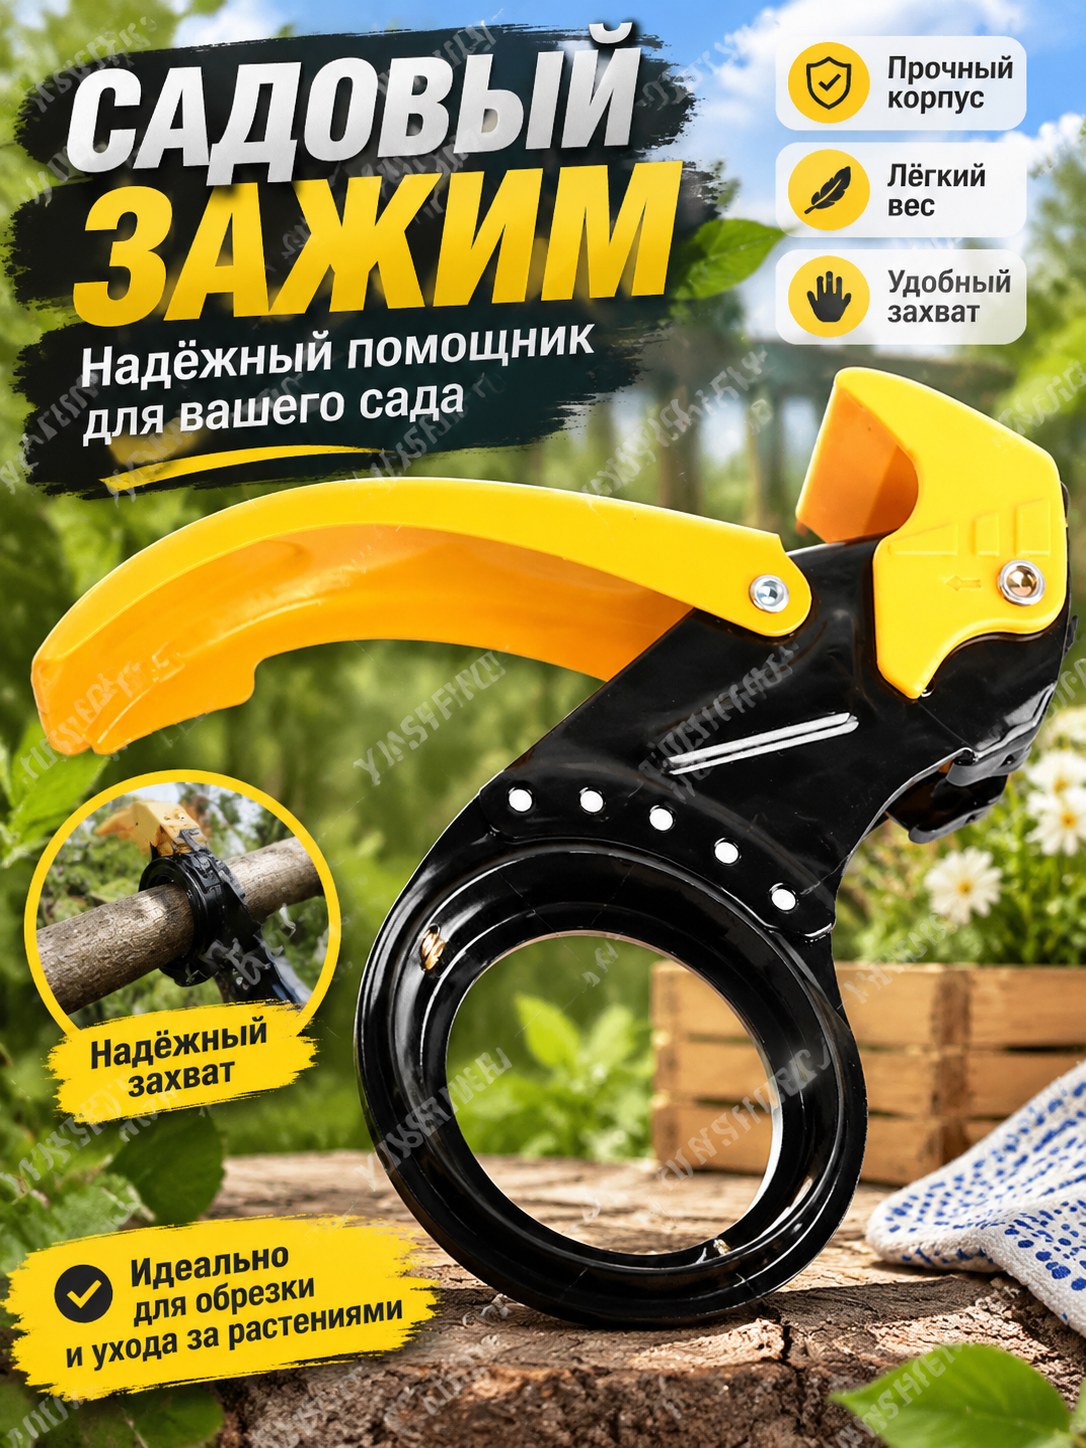 САДОВЫЙ
ЗАЖИМ
Надёжный помощник
для вашего сада
Прочный
корпус
Лёгкий
вес
Удобный
захват
Надёжный
захват
Идеально
для обрезки
и ухода за растениями